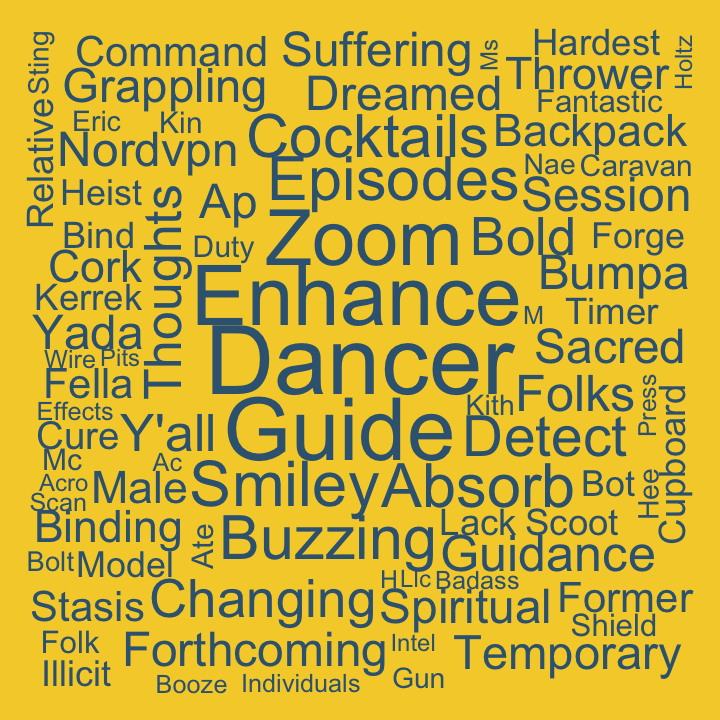 Sting
Command
Suffering
Ms
Hardest
Holtz
Grappling
Dreamed
Thrower
Fantastic
Relative
Eric
Kin
Cocktails
Backpack
Nordvpn
Episodes
Nae
Caravan
Heist
Ap
Session
Thoughts
Bind
Duty
Zoom
Bold
Forge
Cork
Enhance
Bumpa
Kerrek
M
Timer
Yada
Dancer
Sacred
Wire
Pits
Fella
Kith
Folks
Press
Effects
Cure
Y'all
Guide
Detect
Cupboard
Mc
Ac
Acro
Male
Smiley
Absorb
Bot
Hee
Scan
Binding
Ate
Buzzing
Lack
Scoot
Bolt
Model
Guidance
H
Llc
Badass
Stasis
Changing
Spiritual
Former
Shield
Folk
Forthcoming
Intel
Temporary
Illicit
Booze
Individuals
Gun